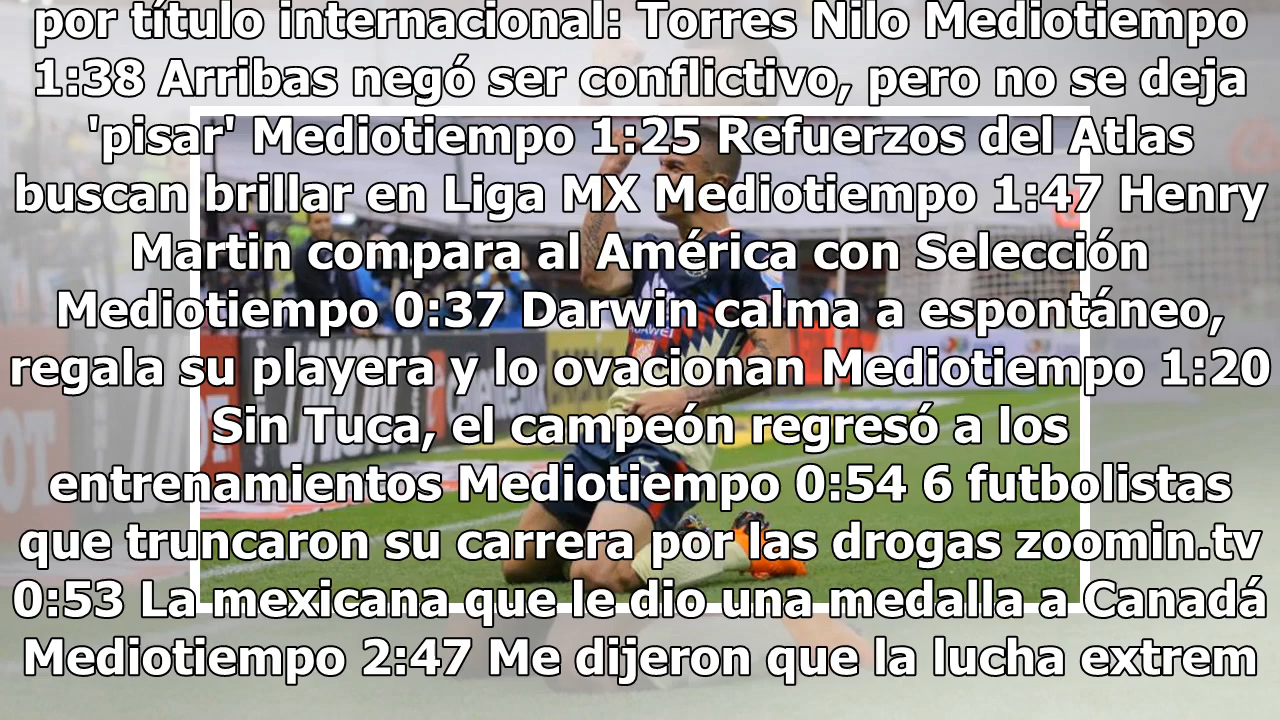 por título internacional: Torres Nilo Mediotiempo
1:38 Arribas negó ser conflictivo, pero no se deja
'pisar' Mediotiempo 1:25 Refuerzos del Atlas
buscan brillar en Liga MX Mediotiempo 1:47 Henry
Martin compara al América con Selección
Mediotiempo 0:37 Darwin calma a espontáneo,
regala su playera y lo ovacionan Mediotiempo 1:20
Sin Tuca, el campeón regresó a los
entrenamientos Mediotiempo 0:54 6 futbolistas
que truncaron su carrera por las drogas zoomin.tv
0:53 La mexicana que le dio una medalla a Canadá
Mediotiempo 2:47 Me dijeron que la lucha extrem